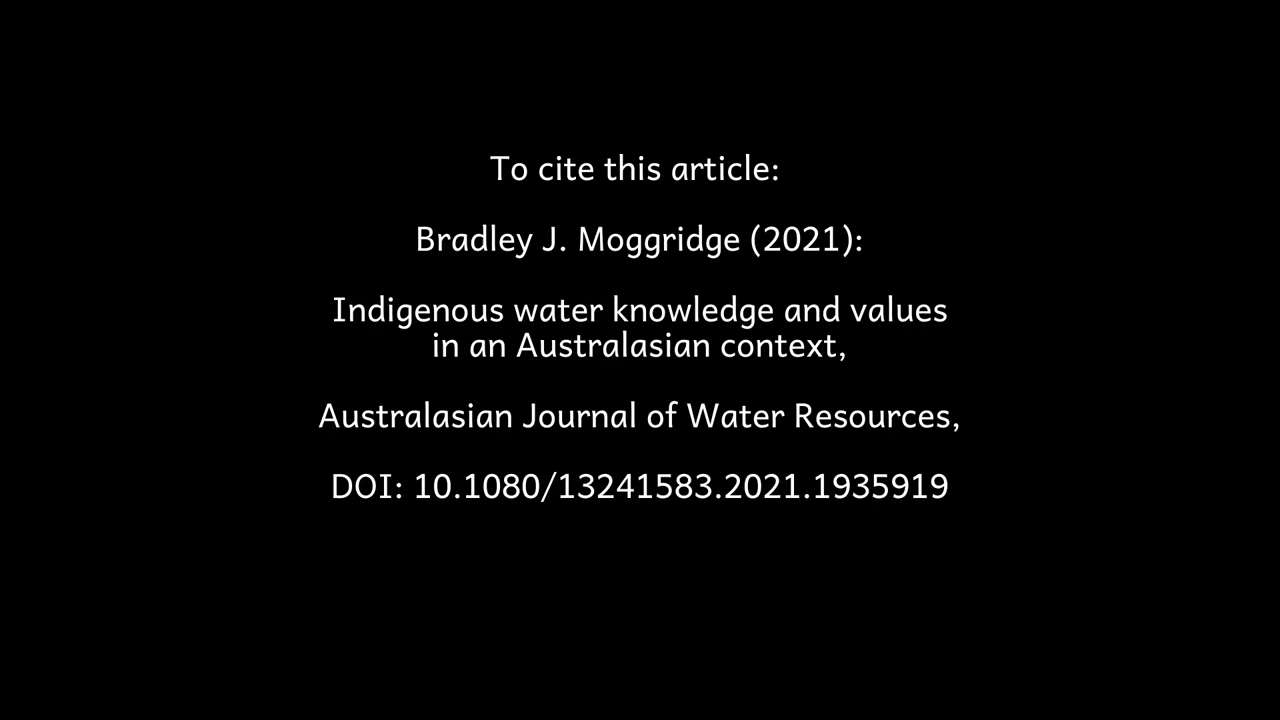 To cite this article:
Bradley J. Moggridge (2021):
Indigenous water knowledge and values
in an Australasian context,
Australasian Journal of Water Resources,
DOI: 10.1080/13241583.2021.1935919